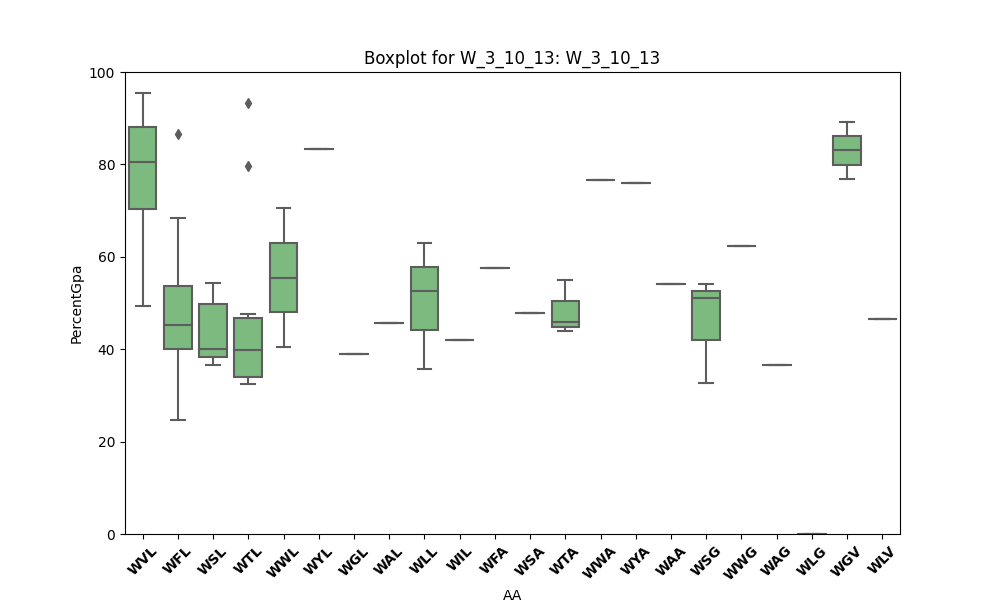 Boxplot for W_3_10_13: W_3_10_13
100
80
60
40
20
0
PercentGpa
WVL WFL WSL WTL WWL WYL WGL WAL WLL WIL WFA WSA WTA WWA WYA WAA WSG WWG WAG WLG WGV WLV
AA